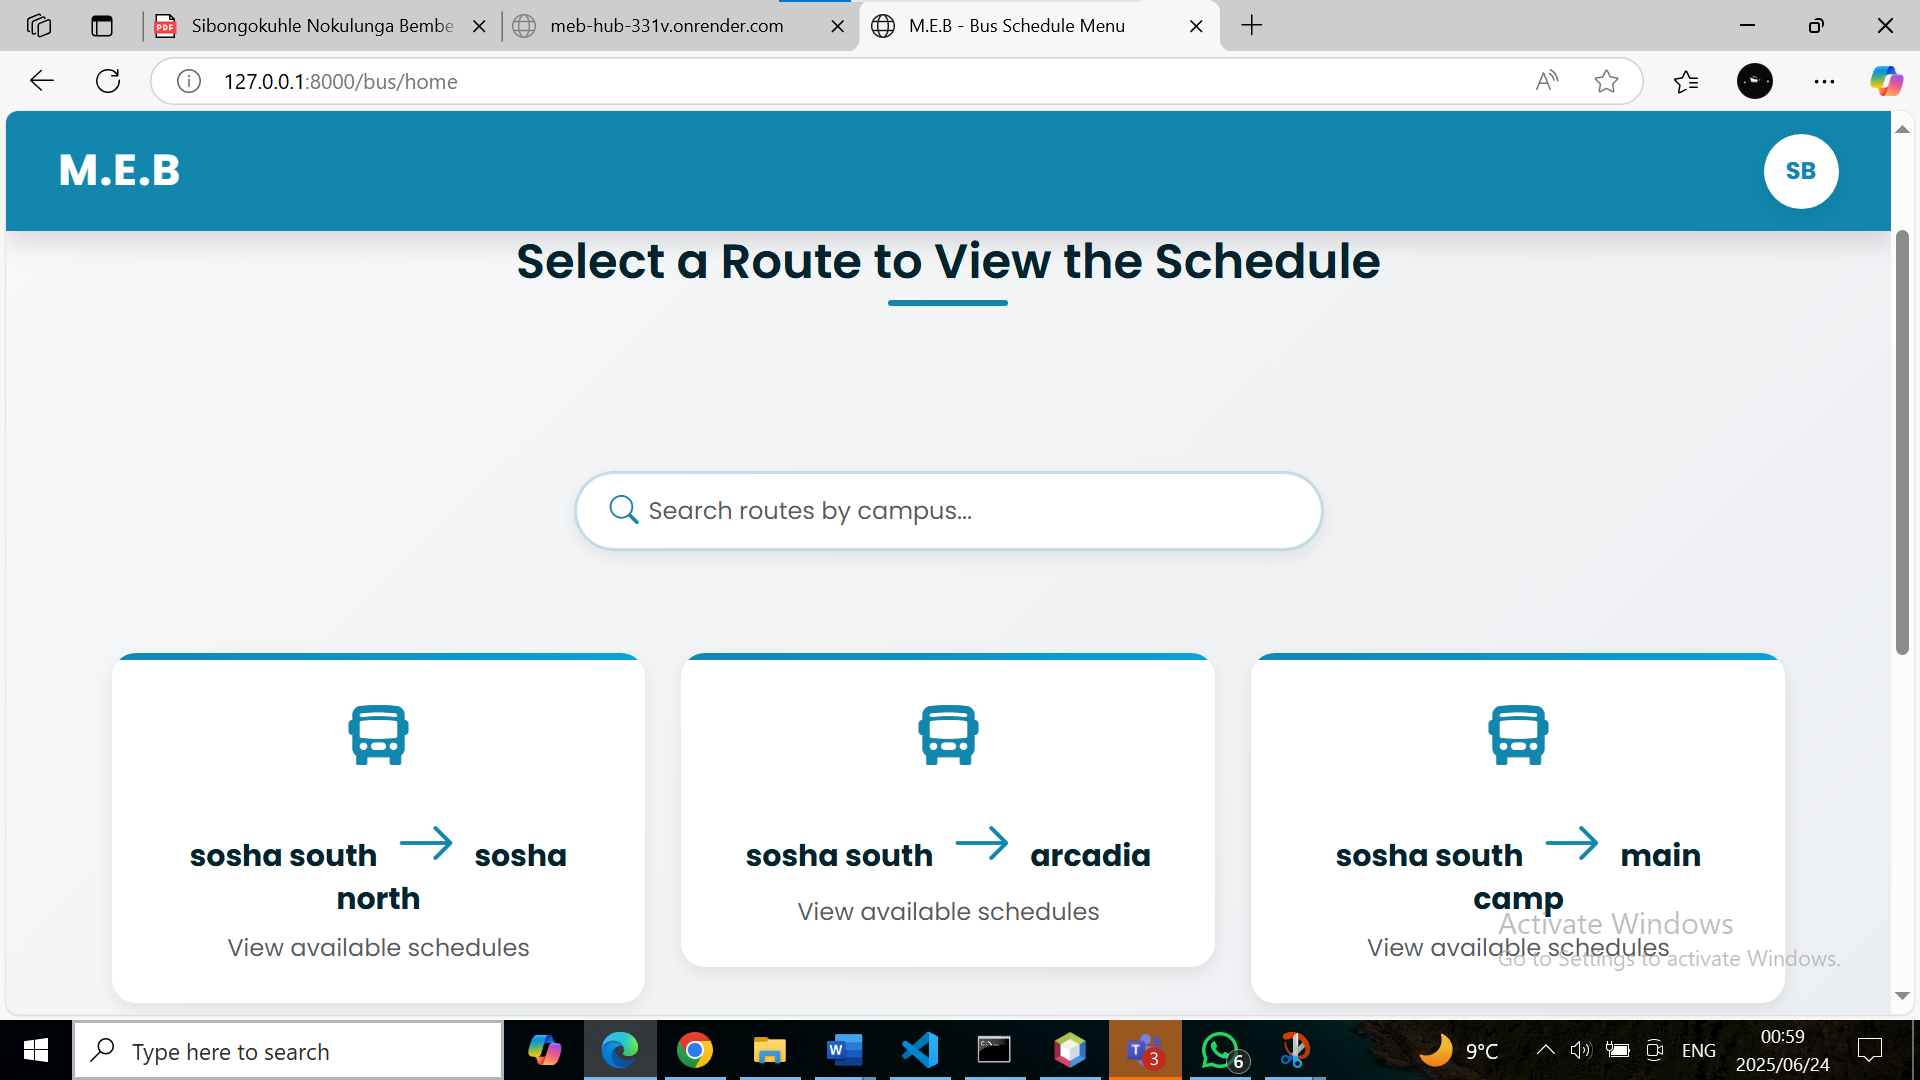 Sibongokuhle Nokulunga Bembe
meb-hub-331v.onrender.com
M.E.B - Bus Schedule Menu
127.0.0.1:8000/bus/home
M.E.B
SB
Select a Route to View the Schedule
Search routes by campus...
sosha south → sosha
north
View available schedules
sosha south → arcadia
View available schedules
sosha south → main
camp
View available schedules
Activate Windows
Go to Settings to activate Windows.
Type here to search
3
6
9°C
ENG
00:59
2025/06/24